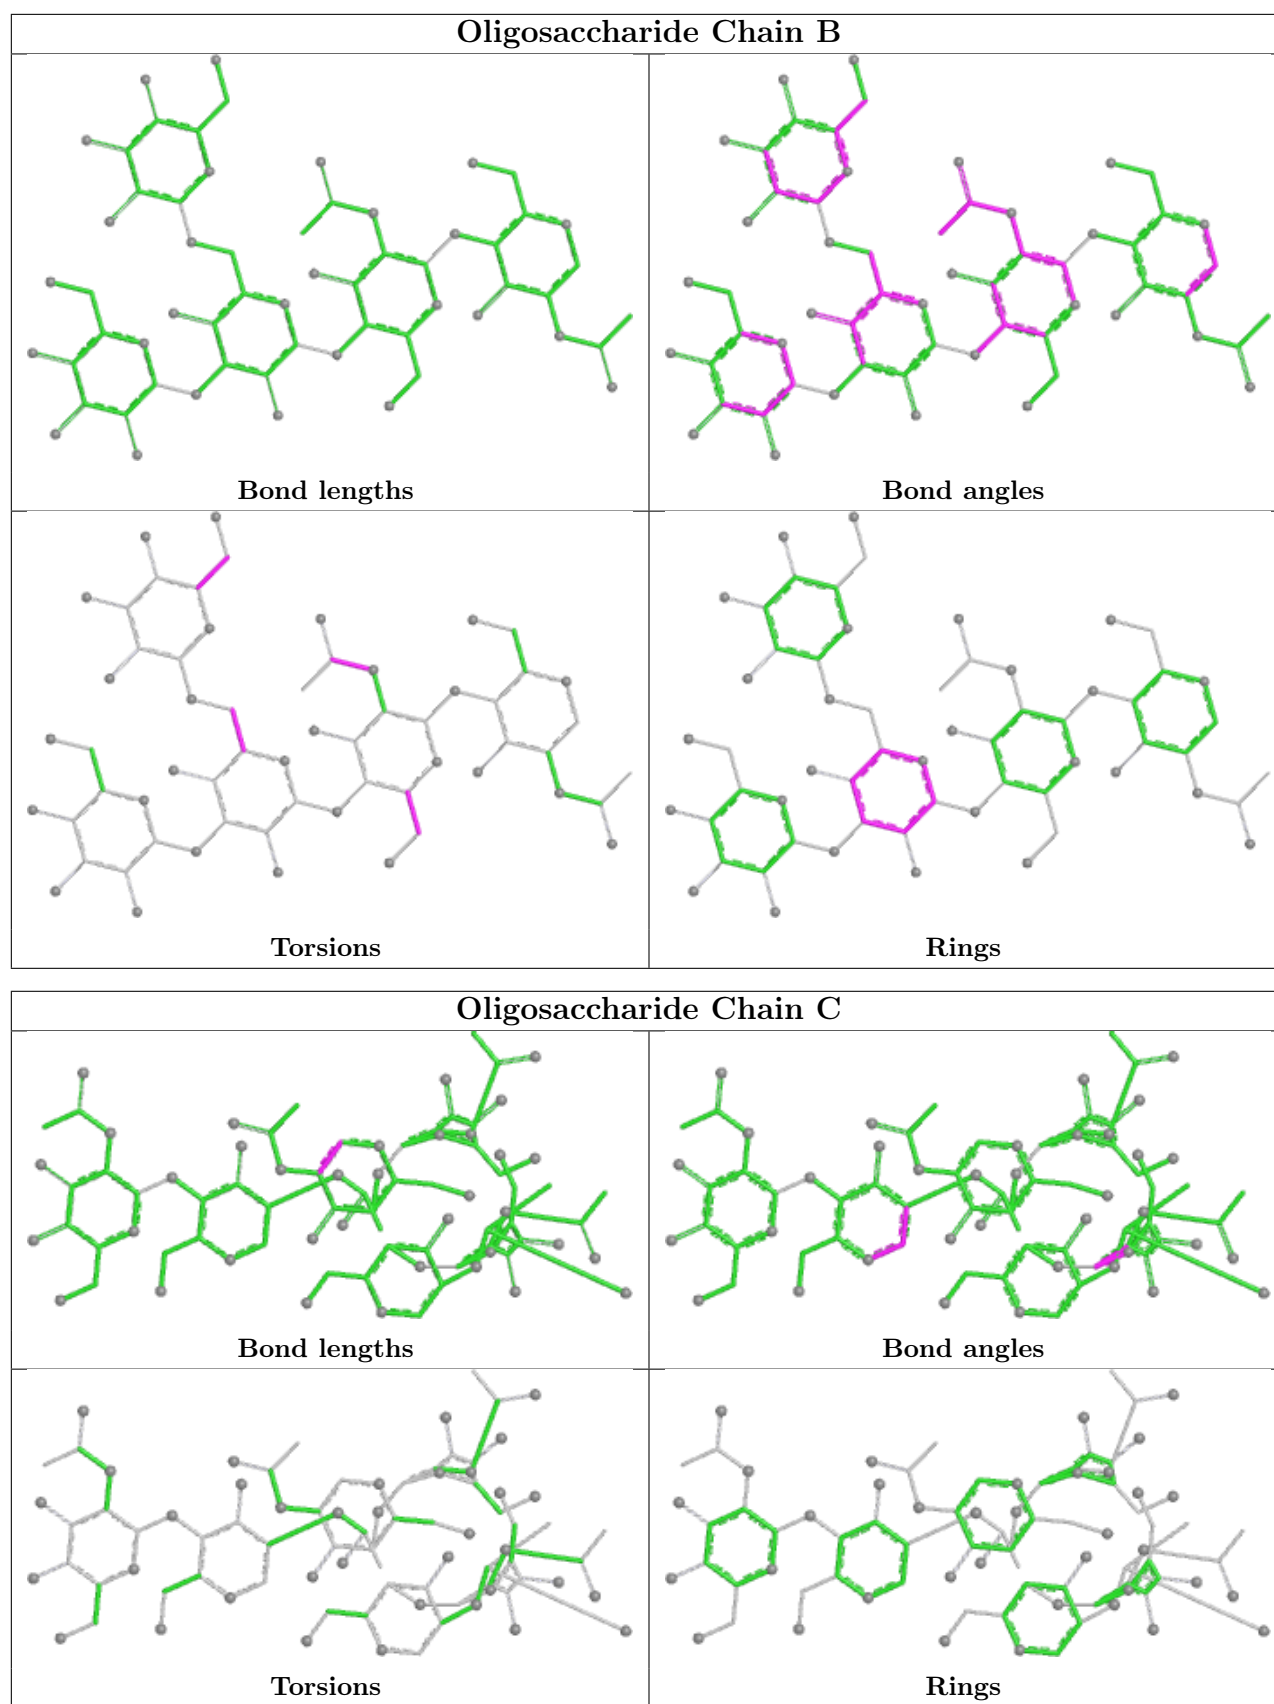 Oligosaccharide Chain B
Bond lengths
Bond angles
Torsions
Rings
Oligosaccharide Chain C
Bond lengths
Bond angles
Torsions
Rings